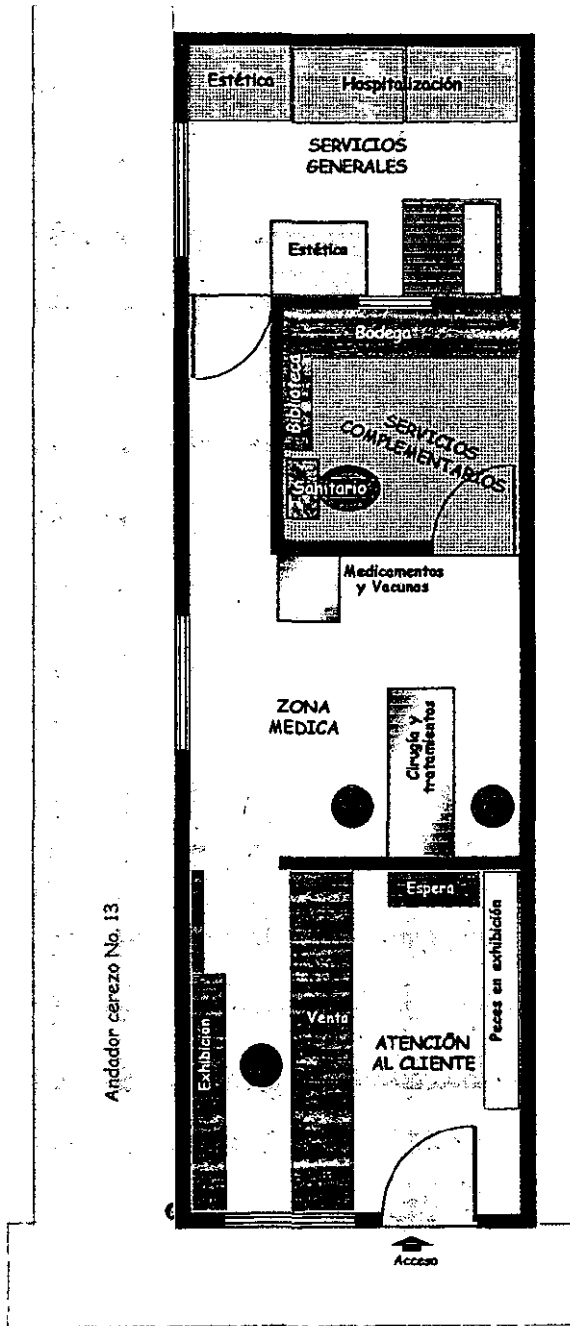 Estética
Hospitalización
SERVICIOS
GENERALES
Estética
Bodega
Biblioteca
SERVICIOS
COMPLEMENTARIOS
Sanitario
Medicamentos
y Vacunas
ZONA
MEDICA
Cirugía y
tratamientos
Espera
Peces en exhibición
Andador cerezo No. 13
Exhibición
Venta
ATENCIÓN
AL CLIENTE
Acceso